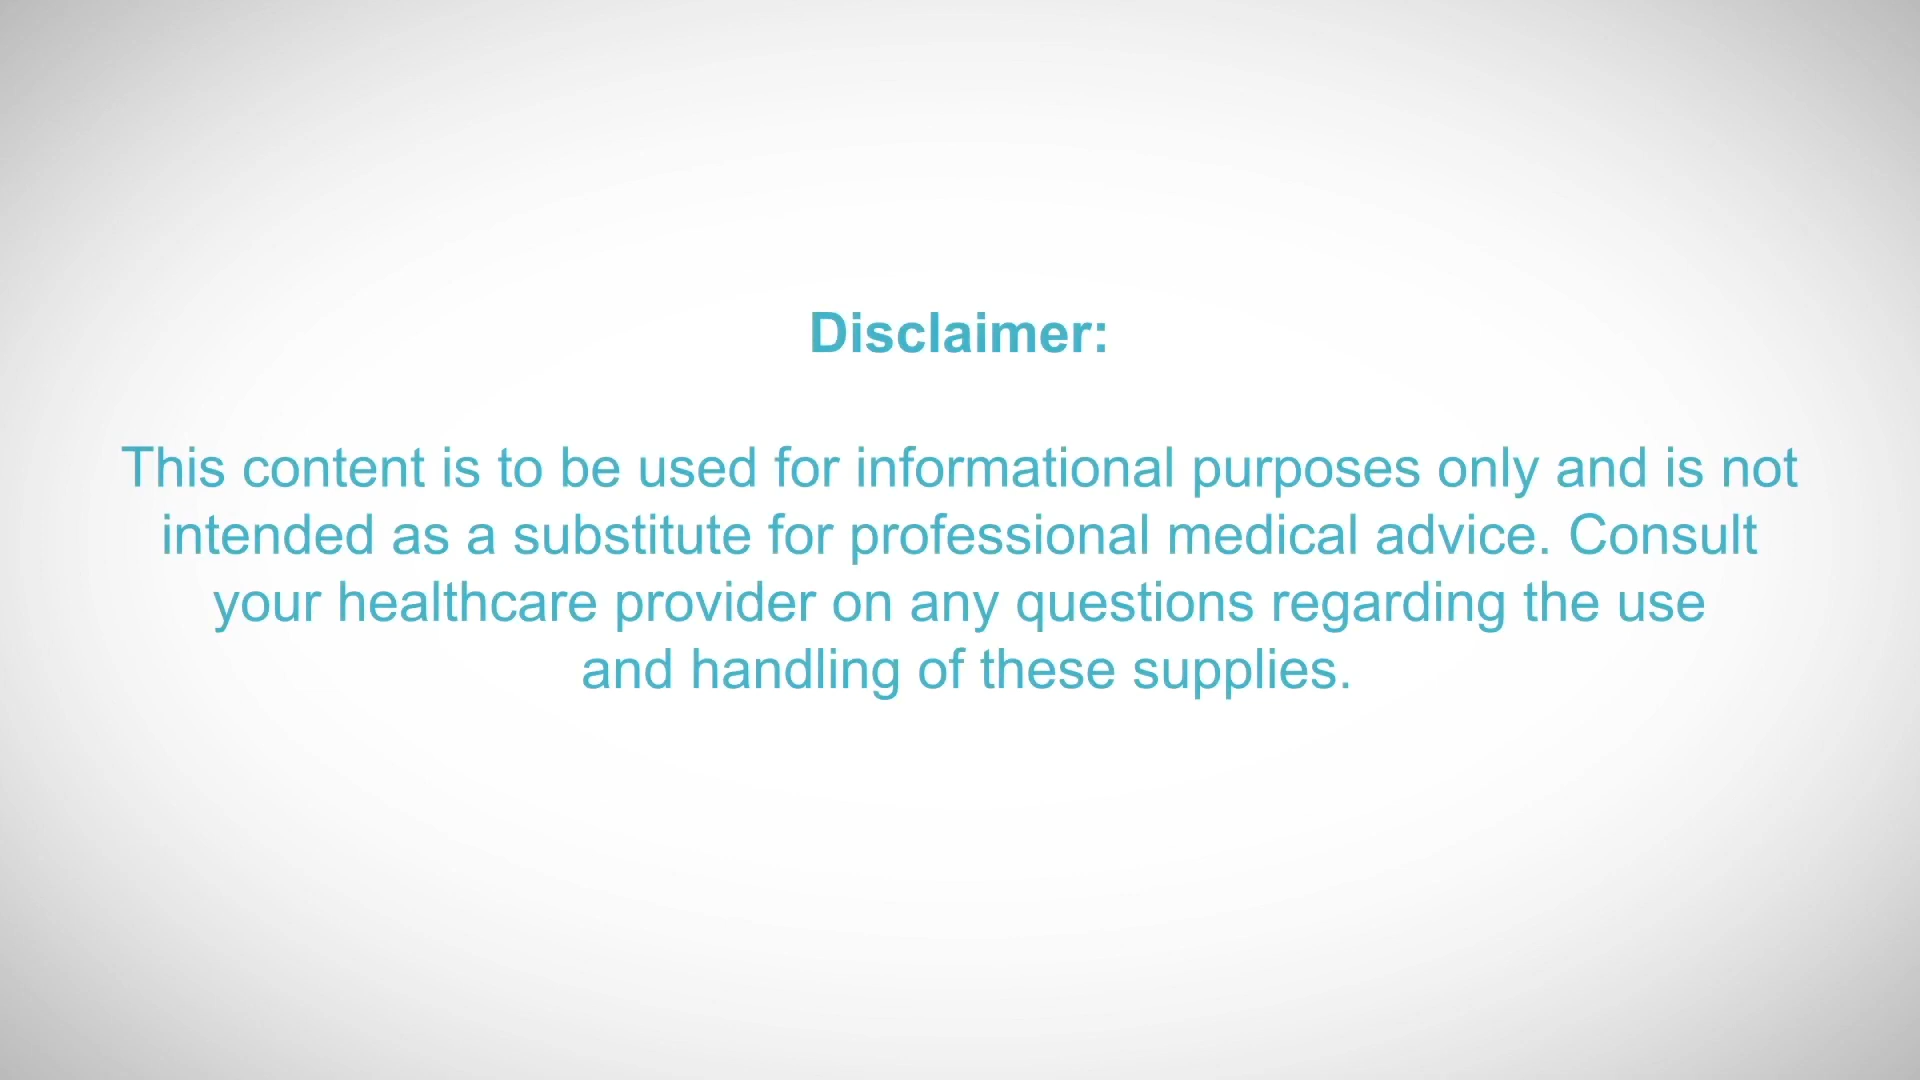 Disclaimer:
This content is to be used for informational purposes only and is not
intended as a substitute for professional medical advice. Consult
your healthcare provider on any questions regarding the use
and handling of these supplies.